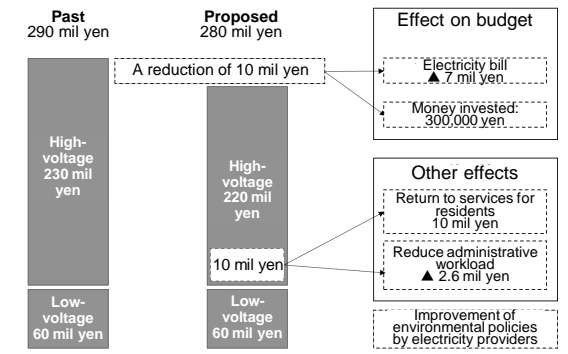 Past
290 mil yen
Proposed
280 mil yen
A reduction of 10 mil yen
High-
voltage
230 mil
yen
High-
voltage
220 mil
yen
10 mil yen
Low-
voltage
60 mil yen
Low-
voltage
60 mil yen
Effect on budget
Electricity bill
▲ 7 mil yen
Money invested:
300,000 yen
Other effects
Return to services for
residents
10 mil yen
Reduce administrative
workload
▲ 2.6 mil yen
Improvement of
environmental policies
by electricity providers